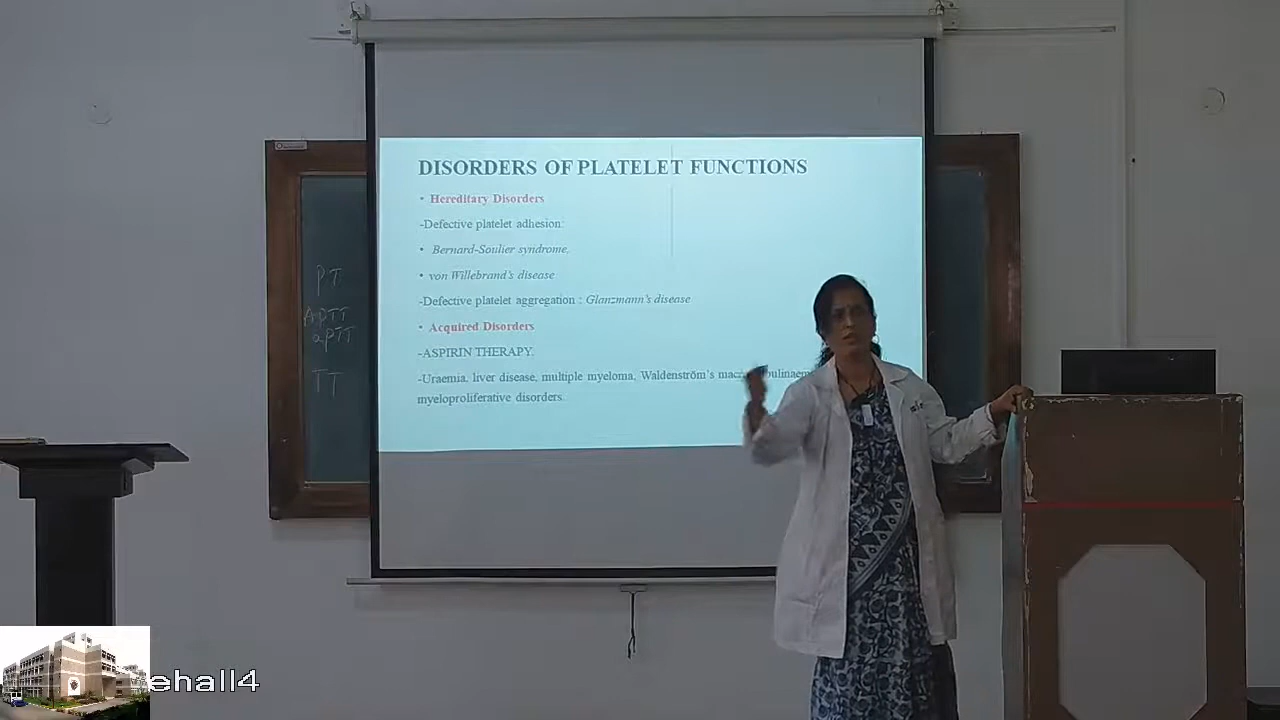 DISORDERS OF PLATELET FUNCTIONS
• Hereditary Disorders
-Defective platelet adhesion:
• Bernard-Soulier syndrome,
• von Willebrand's disease
-Defective platelet aggregation : Glanzmann's disease
• Acquired Disorders
-ASPIRIN THERAPY.
-Uraemia, liver disease, multiple myeloma, Waldenström's
myeloproliferative disorders.
PT
APTT
aPTT
TT
ehall4